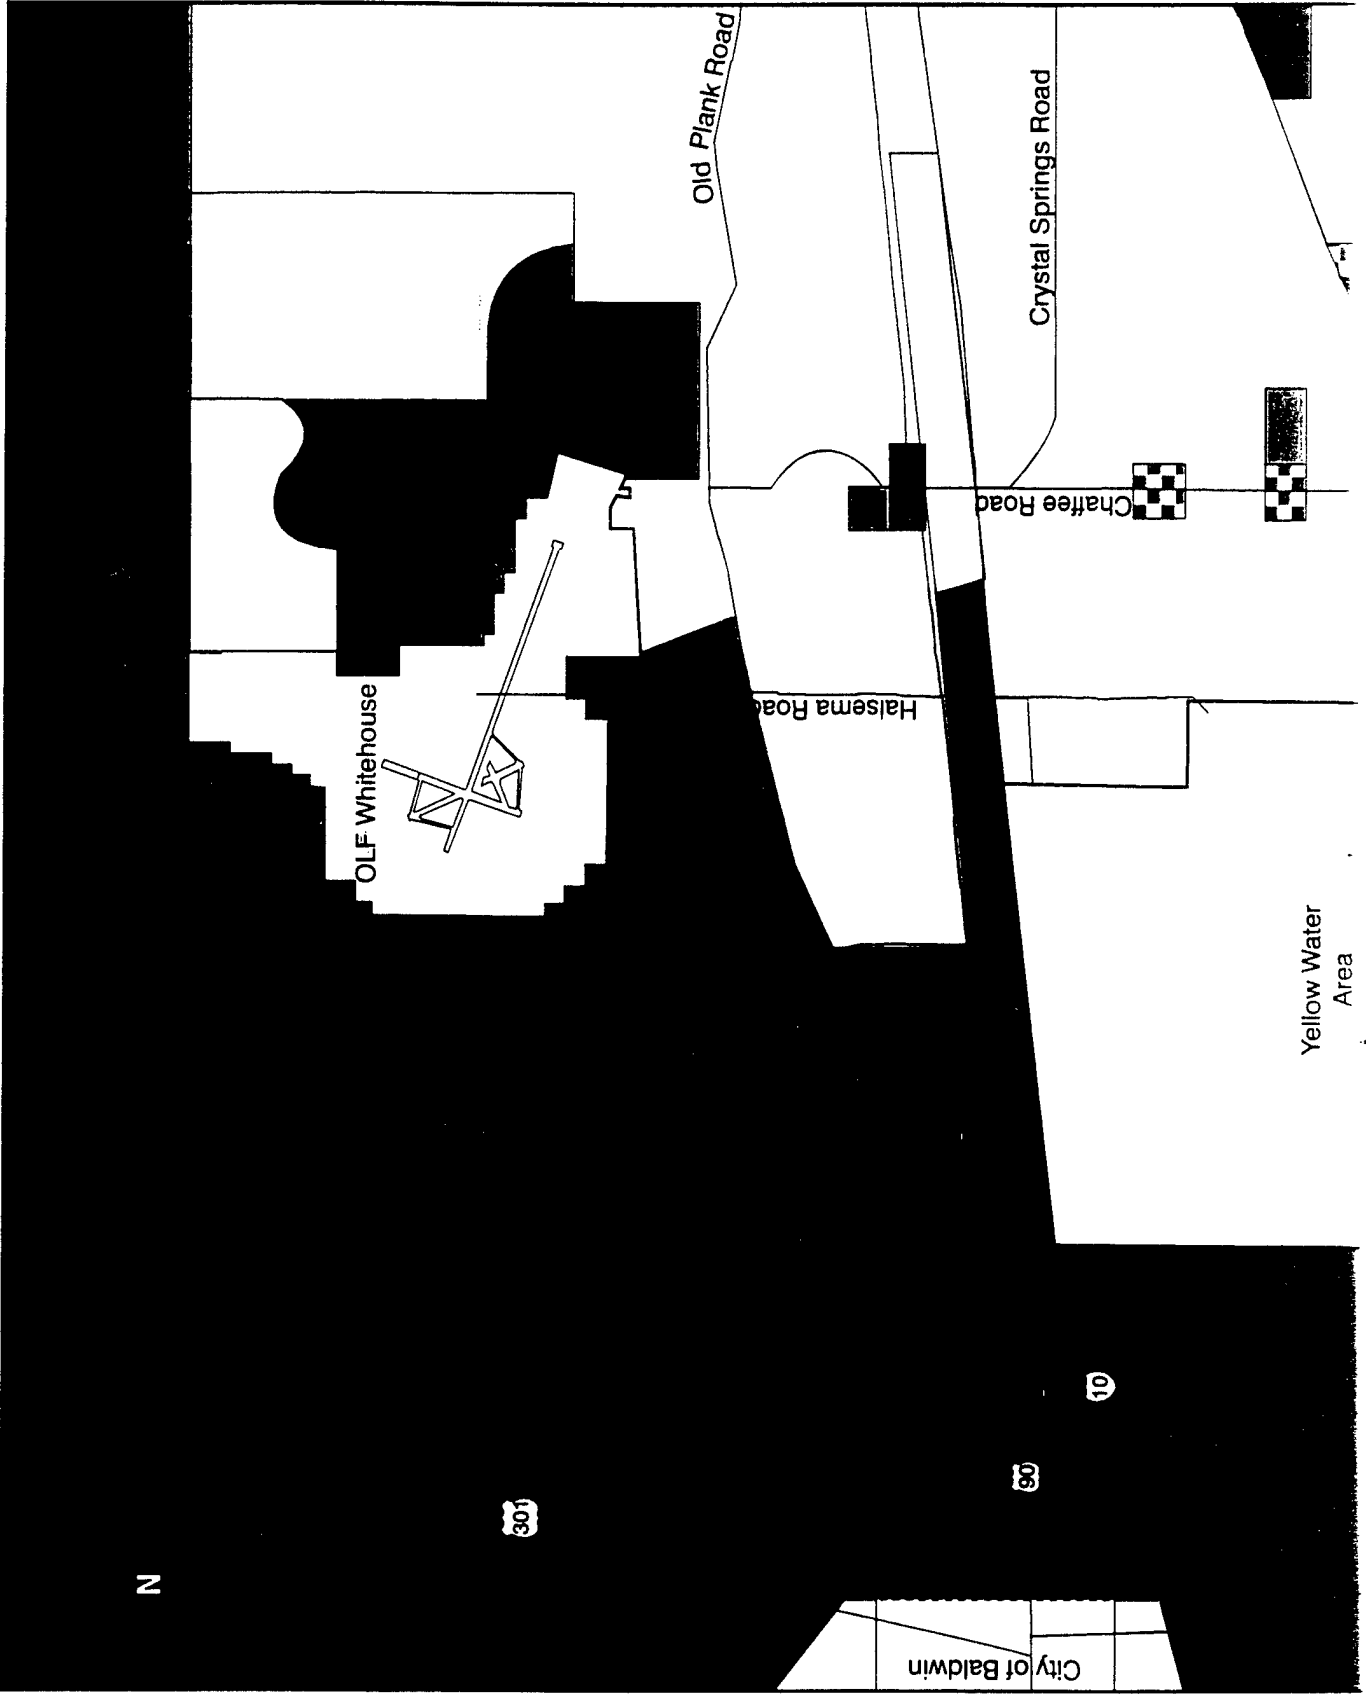 N
301
90
10
City of Baldwin
OLF Whitehouse
Halsema Road
Chaffee Road
Old Plank Road
Crystal Springs Road
Yellow Water
Area